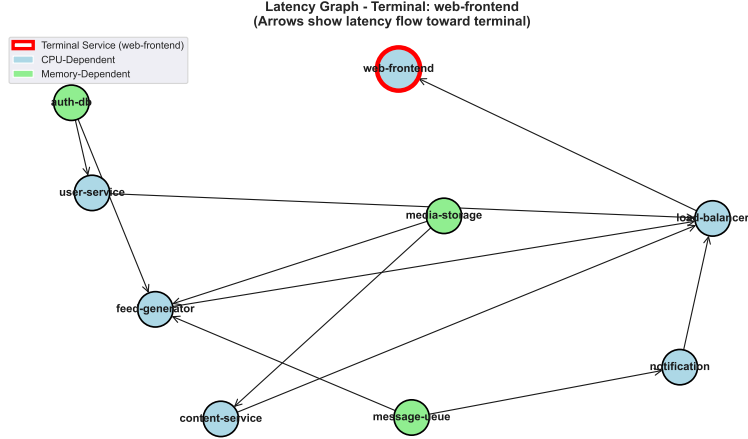 Latency Graph - Terminal: web-frontend
(Arrows show latency flow toward terminal)
Terminal Service (web-frontend)
CPU-Dependent
Memory-Dependent
web-frontend
auth-db
user-service
media-storage
load-balancer
feed-generator
notification
content-service
message-ueue